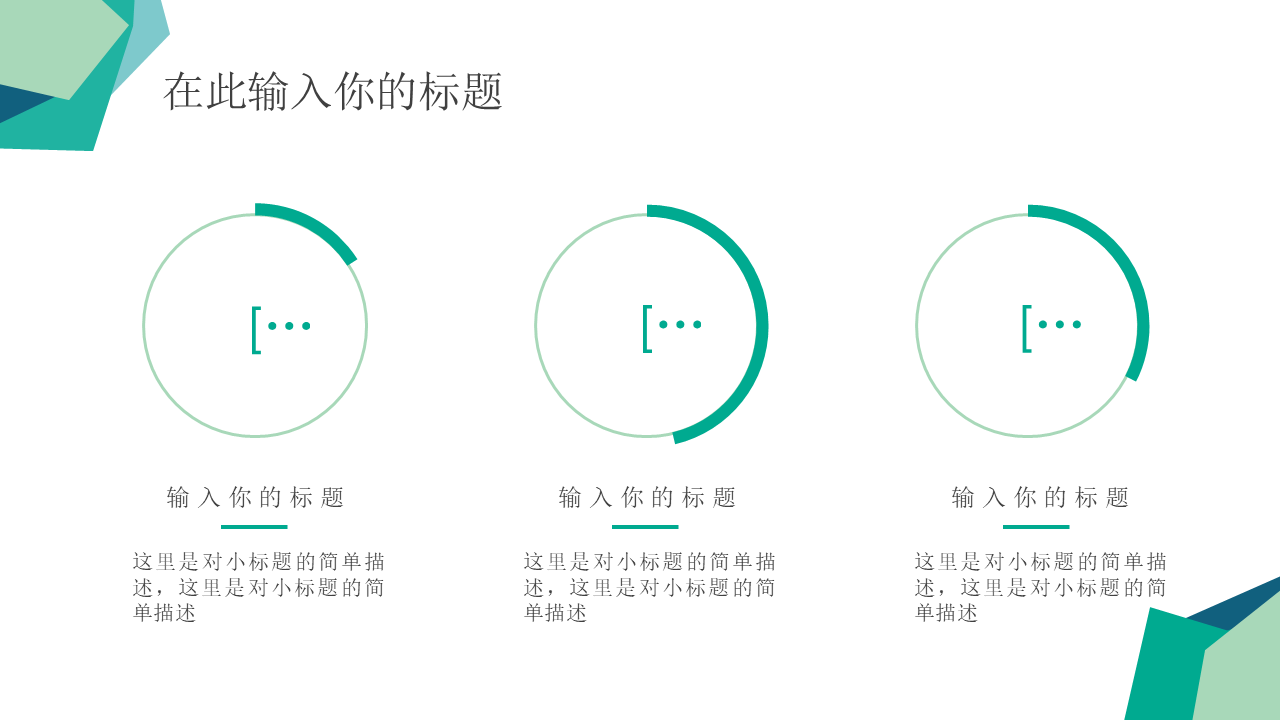 在此输入你的标题
[•••
[•••
[•••
输入你的标题
这里是对小标题的简单描
述，这里是对小标题的简
单描述
输入你的标题
这里是对小标题的简单描
述，这里是对小标题的简
单描述
输入你的标题
这里是对小标题的简单描
述，这里是对小标题的简
单描述